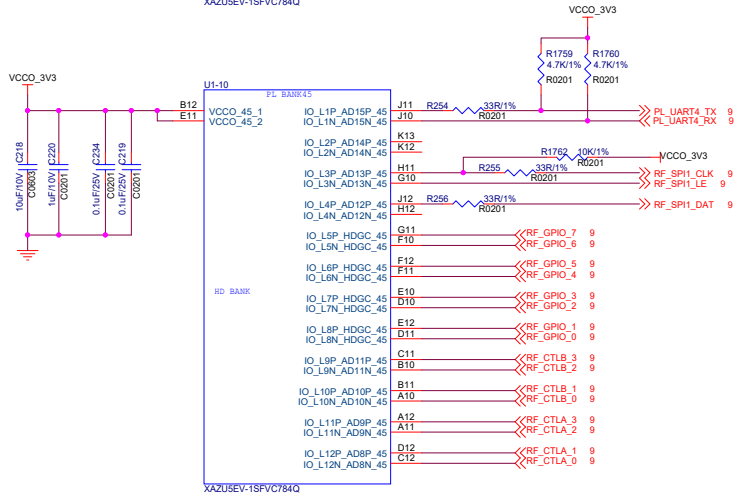 XAZU5EV-1SFVC784Q
VCCO_3V3
R1759
4.7K/1%
R0201
R1760
4.7K/1%
R0201
VCCO_3V3
C218
10uF/10V
C0603
C220
1uF/10V
C0201
C234
0.1uF/25V
C0201
C219
0.1uF/25V
C0201
U1-10
PL BANK45
B12 VCCO_45_1
E11 VCCO_45_2
HD BANK
IO_L1P_AD15P_45 J11 R254 33R/1% R0201 PL_UART4_TX 9
IO_L1N_AD15N_45 J10 PL_UART4_RX 9
IO_L2P_AD14P_45 K13
IO_L2N_AD14N_45 K12
R1762 10K/1% R0201 VCCO_3V3
IO_L3P_AD13P_45 H11 R255 33R/1% R0201 RF_SPI1_CLK 9
IO_L3N_AD13N_45 G10 RF_SPI1_LE 9
IO_L4P_AD12P_45 J12 R256 33R/1% R0201 RF_SPI1_DAT 9
IO_L4N_AD12N_45 H12
IO_L5P_HDGC_45 G11 RF_GPIO_7 9
IO_L5N_HDGC_45 F10 RF_GPIO_6 9
IO_L6P_HDGC_45 F12 RF_GPIO_5 9
IO_L6N_HDGC_45 F11 RF_GPIO_4 9
IO_L7P_HDGC_45 E10 RF_GPIO_3 9
IO_L7N_HDGC_45 D10 RF_GPIO_2 9
IO_L8P_HDGC_45 E12 RF_GPIO_1 9
IO_L8N_HDGC_45 D11 RF_GPIO_0 9
IO_L9P_AD11P_45 C11 RF_CTLB_3 9
IO_L9N_AD11N_45 B10 RF_CTLB_2 9
IO_L10P_AD10P_45 B11 RF_CTLB_1 9
IO_L10N_AD10N_45 A10 RF_CTLB_0 9
IO_L11P_AD9P_45 A12 RF_CTLA_3 9
IO_L11N_AD9N_45 A11 RF_CTLA_2 9
IO_L12P_AD8P_45 D12 RF_CTLA_1 9
IO_L12N_AD8N_45 C12 RF_CTLA_0 9
XAZU5EV-1SFVC784Q